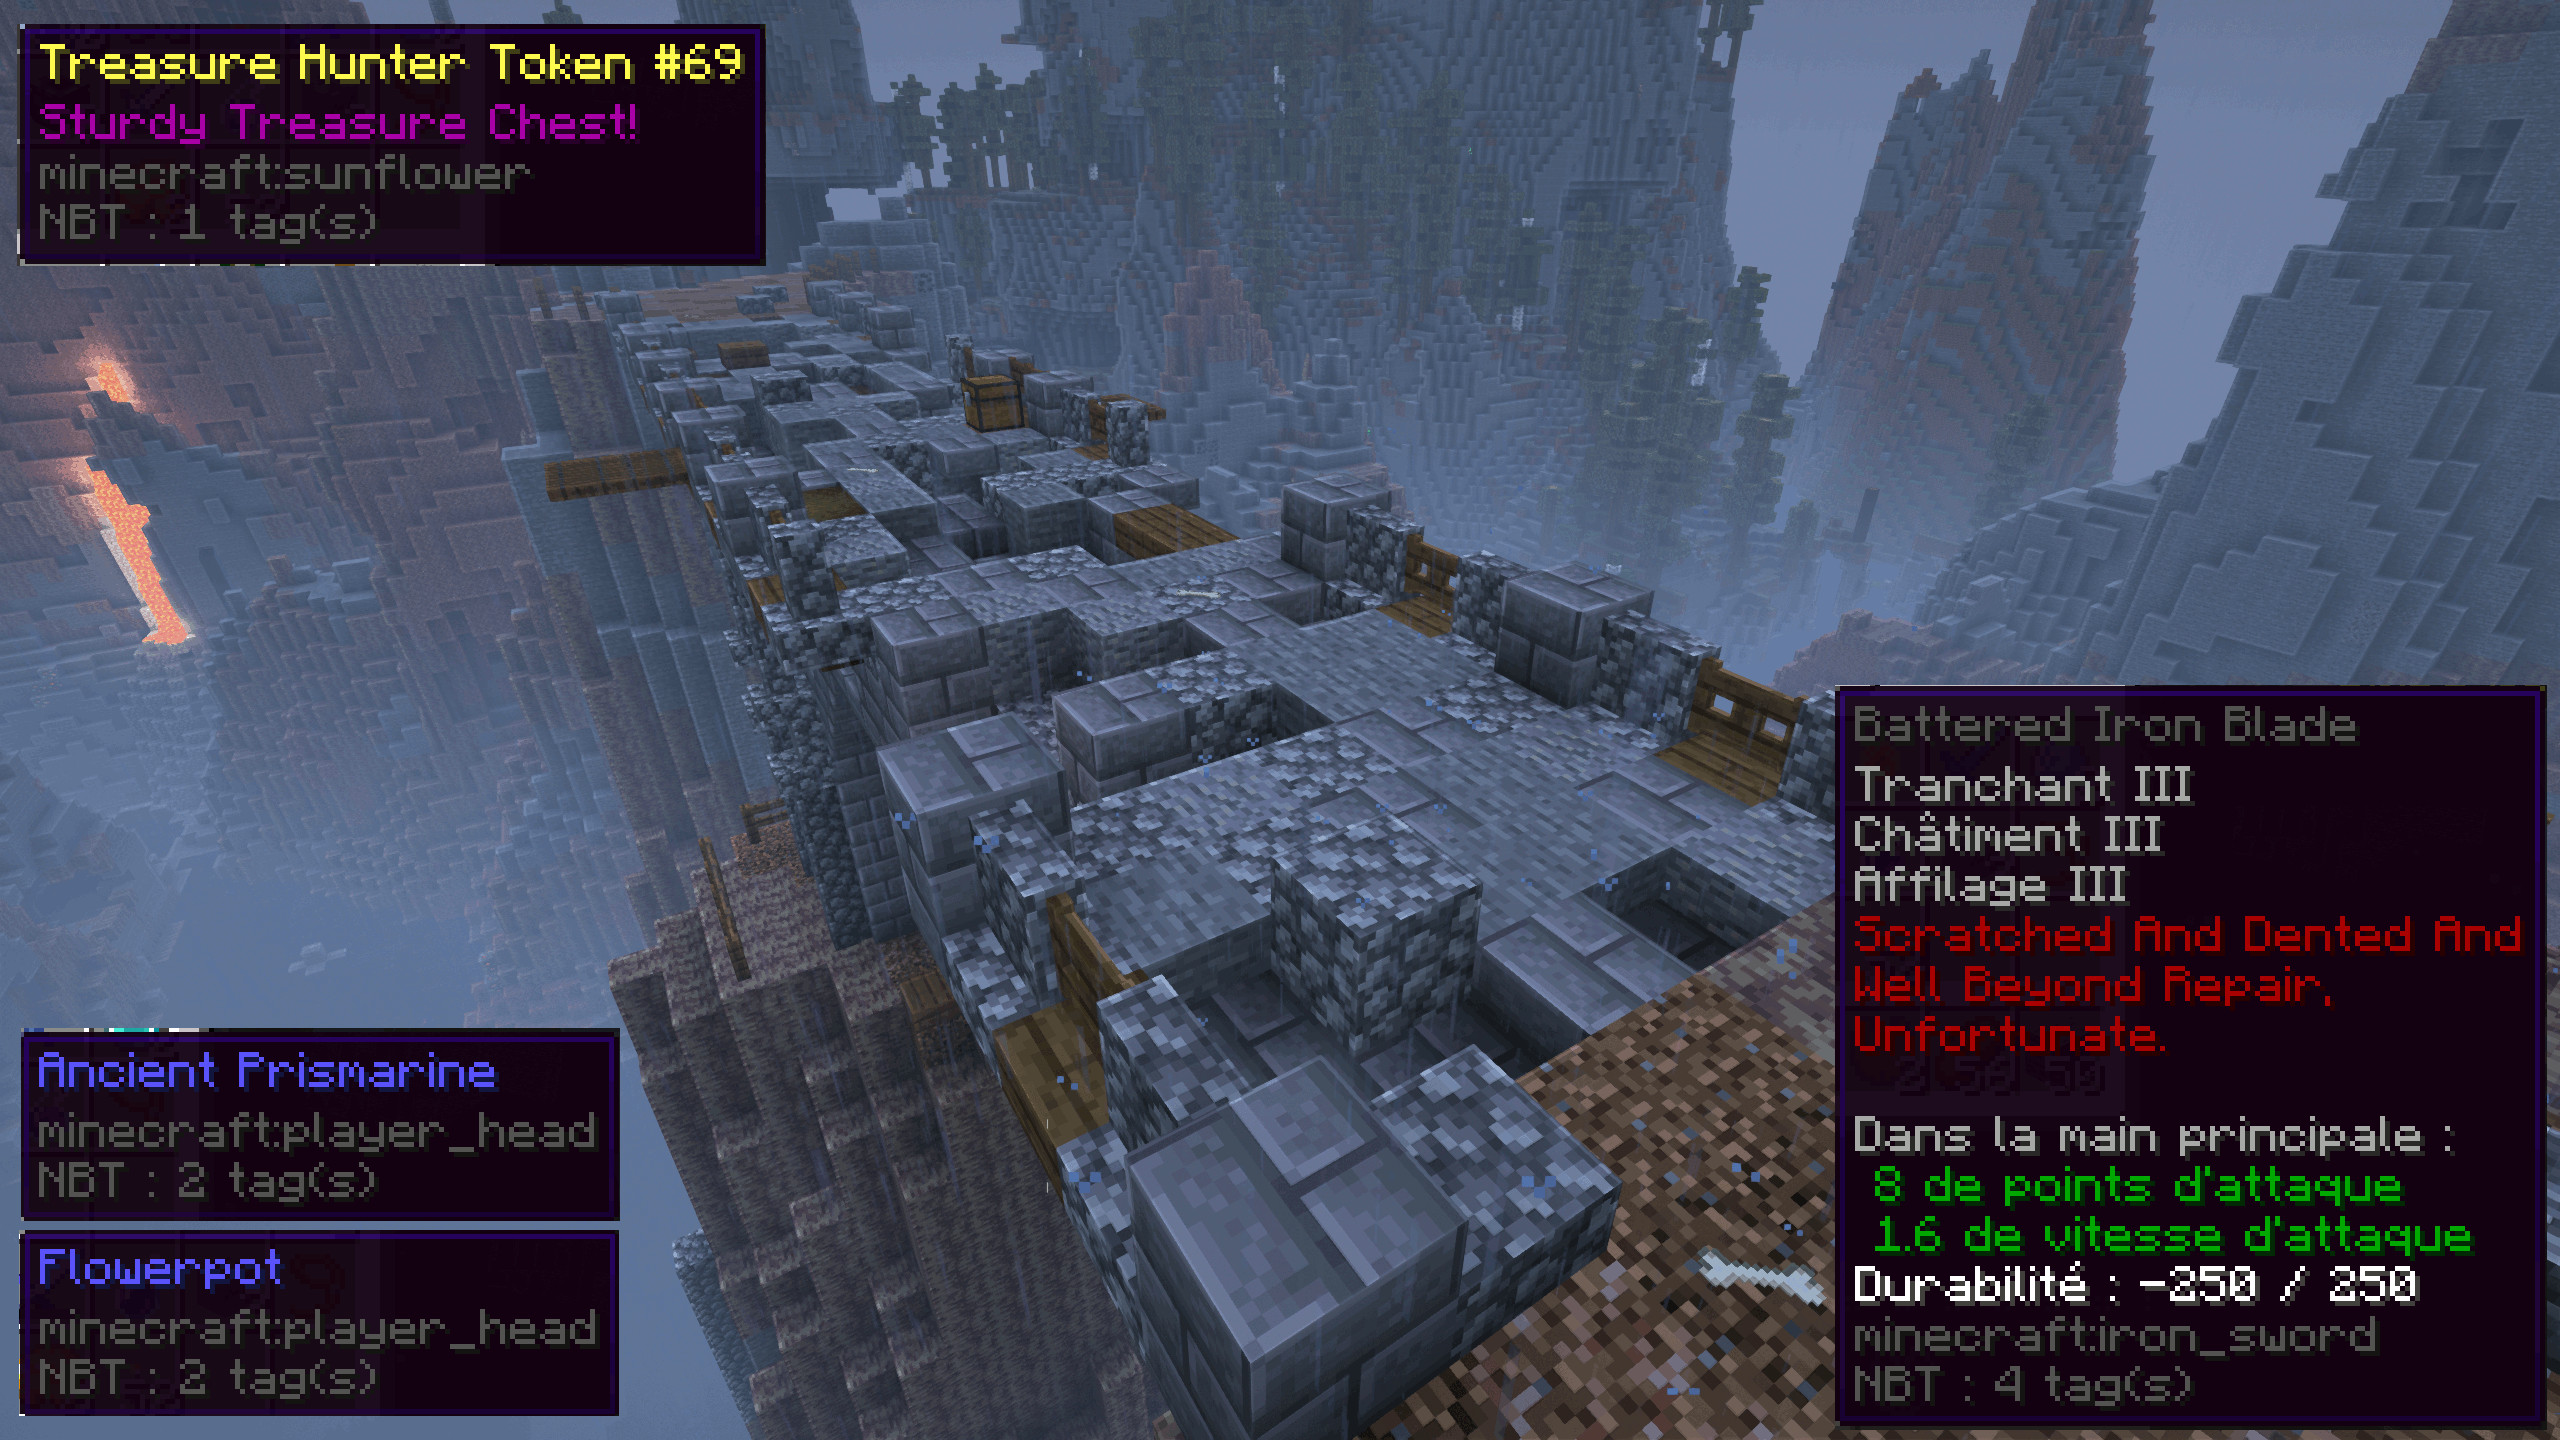 Treasure Hunter Token #69
Sturdy Treasure Chest!
minecraft:sunflower
NBT : 1 tag(s)
Ancient Prismarine
minecraft:player_head
NBT : 2 tag(s)
Flowerpot
minecraft:player_head
NBT : 2 tag(s)
Battered Iron Blade
Tranchant III
Châtiment III
Affilage III
Scratched And Dented And
Well Beyond Repair,
Unfortunate.
Dans la main principale :
8 de points d'attaque
1.6 de vitesse d'attaque
Durabilité : -250 / 250
minecraft:iron_sword
NBT : 4 tag(s)